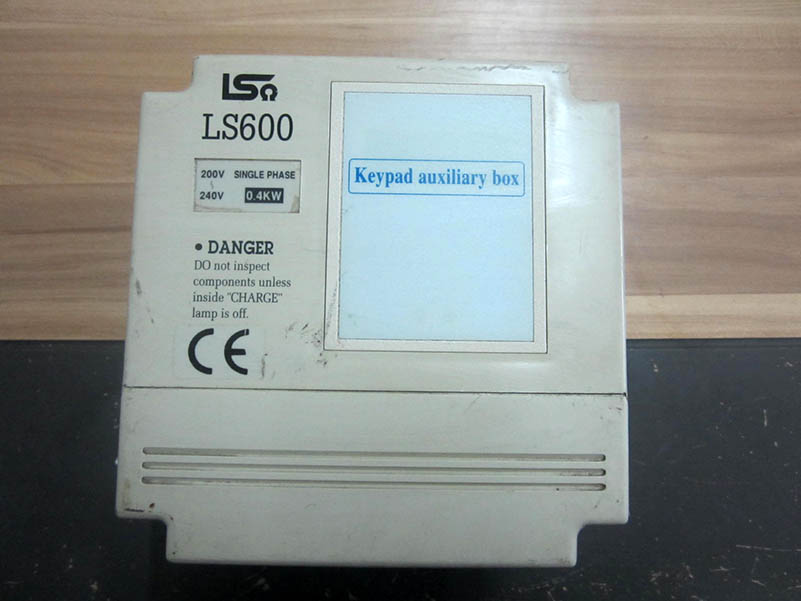 LS
LS600
200V SINGLE PHASE
240V 0.4KW
• DANGER
DO not inspect
components unless
inside "CHARGE"
lamp is off.
CE
Keypad auxiliary box